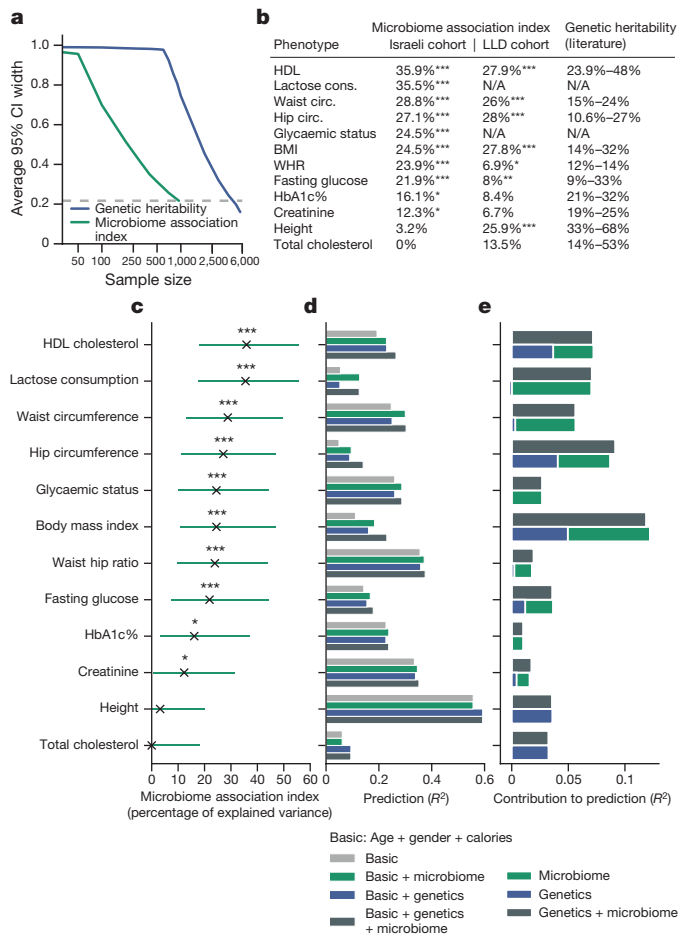 a
Average 95% CI width
1.0
0.8
0.6
0.4
0.2
0
Genetic heritability
Microbiome association
index
50 100 250 500 1,000 2,500 6,000
Sample size
b
Microbiome association index Genetic heritability
Phenotype Israeli cohort | LLD cohort (literature)
HDL 35.9%*** 27.9%*** 23.9%–48%
Lactose cons. 35.5%*** N/A N/A
Waist circ. 28.8%*** 26%*** 15%–24%
Hip circ. 27.1%*** 28%*** 10.6%–27%
Glycaemic status 24.5%*** N/A N/A
BMI 24.5%*** 27.8%*** 14%–32%
WHR 23.9%*** 6.9%* 12%–14%
Fasting glucose 21.9%*** 8%** 9%–33%
HbA1c% 16.1%* 8.4% 21%–32%
Creatinine 12.3%* 6.7% 19%–25%
Height 3.2% 25.9%*** 33%–68%
Total cholesterol 0% 13.5% 14%–53%
c
HDL cholesterol ***
Lactose consumption ***
Waist circumference ***
Hip circumference ***
Glycaemic status ***
Body mass index ***
Waist hip ratio ***
Fasting glucose ***
HbA1c% *
Creatinine *
Height
Total cholesterol
0 10 20 30 40 50 60
Microbiome association index
(percentage of explained variance)
d
0 0.2 0.4 0.6
Prediction (R²)
e
0 0.05 0.1
Contribution to prediction (R²)
Basic: Age + gender + calories
Basic
Basic + microbiome
Basic + genetics
Basic + genetics
+ microbiome
Microbiome
Genetics
Genetics + microbiome